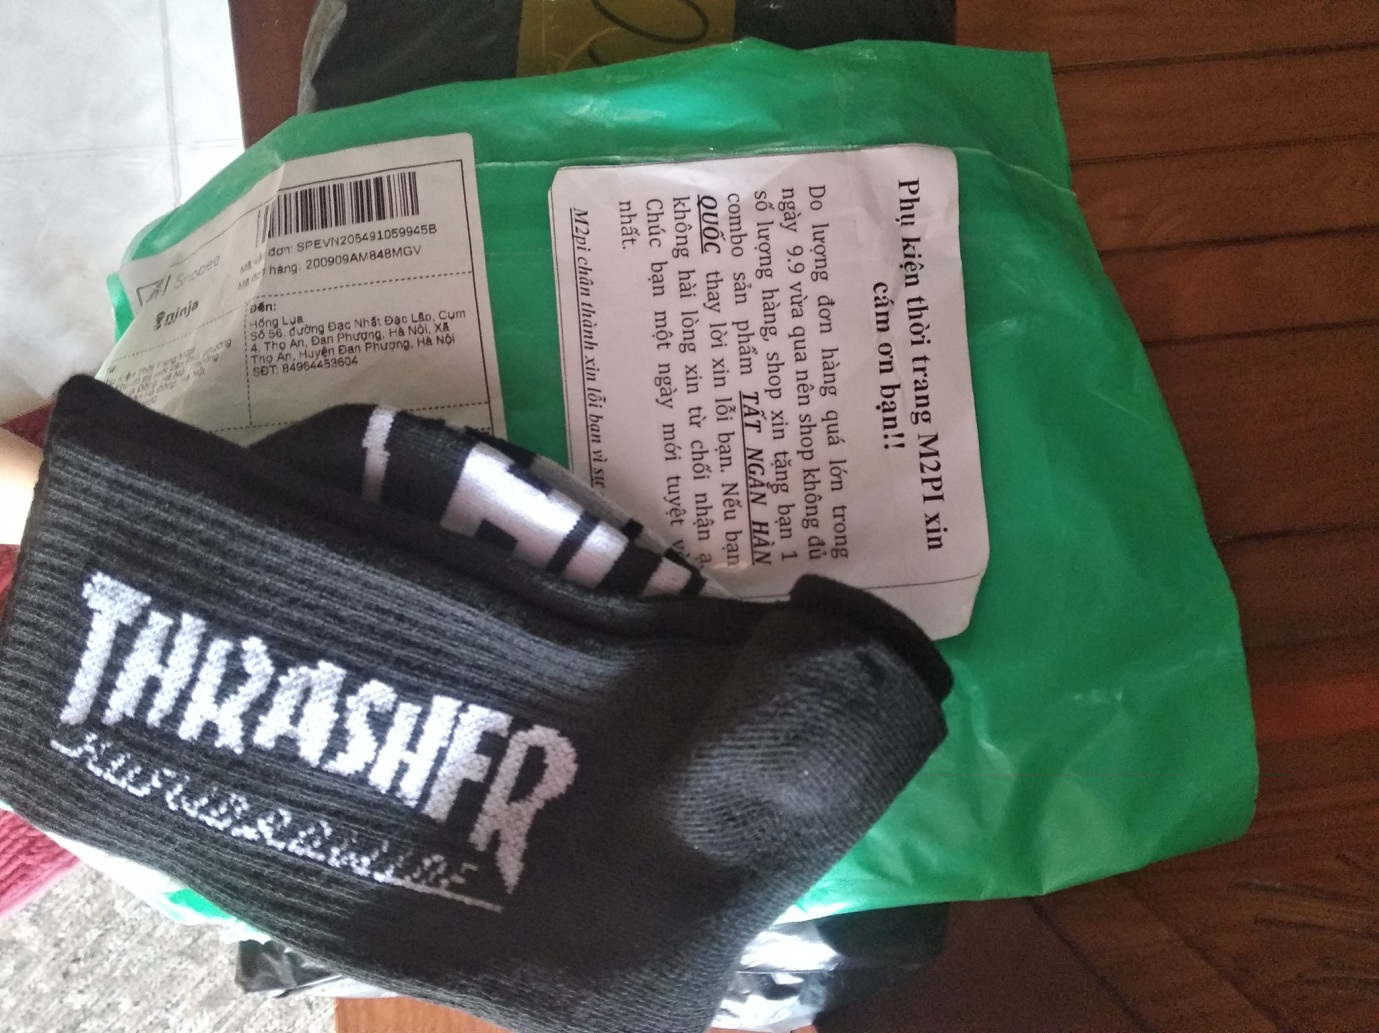 Shopee
ninja
Mã vận đơn: SPEVN205491059945B
Mã đơn hàng: 200909AM848MGV
Đến:
Hồng Lụa
Số 56, đường Đạc Nhất Đạc Lão, Cụm
4, Thọ An, Đan Phượng, Hà Nội, Xã
Thọ An, Huyện Đan Phượng, Hà Nội
SĐT: 84964453604
Phụ kiện thời trang M2PI xin
cảm ơn bạn!!
Do lượng đơn hàng quá lớn trong
ngày 9.9 vừa qua nên shop không đủ
số lượng hàng, shop xin tặng bạn 1
combo sản phẩm TẤT NGẮN HÀN
QUỐC thay lời xin lỗi bạn. Nếu bạn
không hài lòng xin từ chối nhận ạ.
Chúc bạn một ngày mới tuyệt
nhất.
M2pi chân thành xin lỗi bạn vì sự
THRASHER